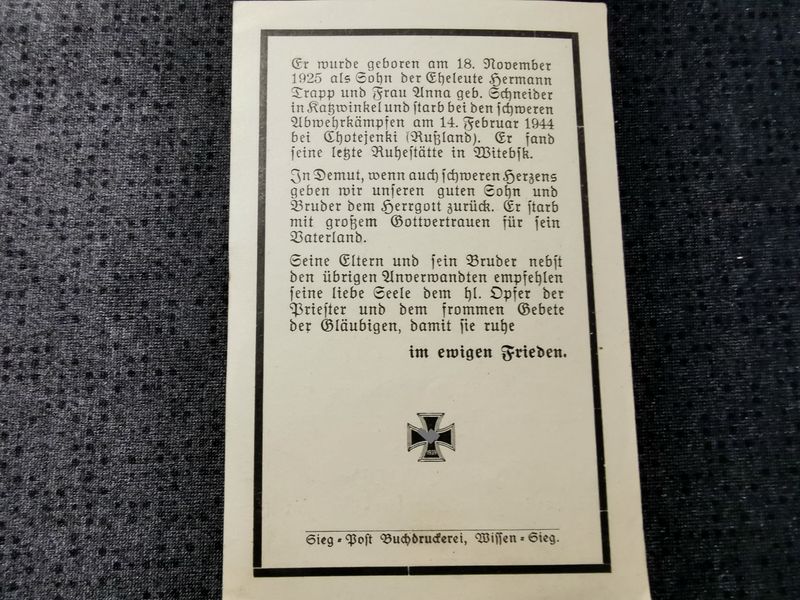 Er wurde geboren am 18. November
1925 als Sohn der Eheleute Hermann
Trapp und Frau Anna geb. Schneider
in Katzwinkel und starb bei den schweren
Abwehrkämpfen am 14. Februar 1944
bei Chotejenki (Rußland). Er fand
seine letzte Ruhestätte in Witebsk.
In Demut, wenn auch schweren Herzens
geben wir unseren guten Sohn und
Bruder dem Herrgott zurück. Er starb
mit großem Gottvertrauen für sein
Vaterland.
Seine Eltern und sein Bruder nebst
den übrigen Anverwandten empfehlen
seine liebe Seele dem hl. Opfer der
Priester und dem frommen Gebete
der Gläubigen, damit sie ruhe
im ewigen Frieden.
Sieg-Post Buchdruckerei, Wissen-Sieg.